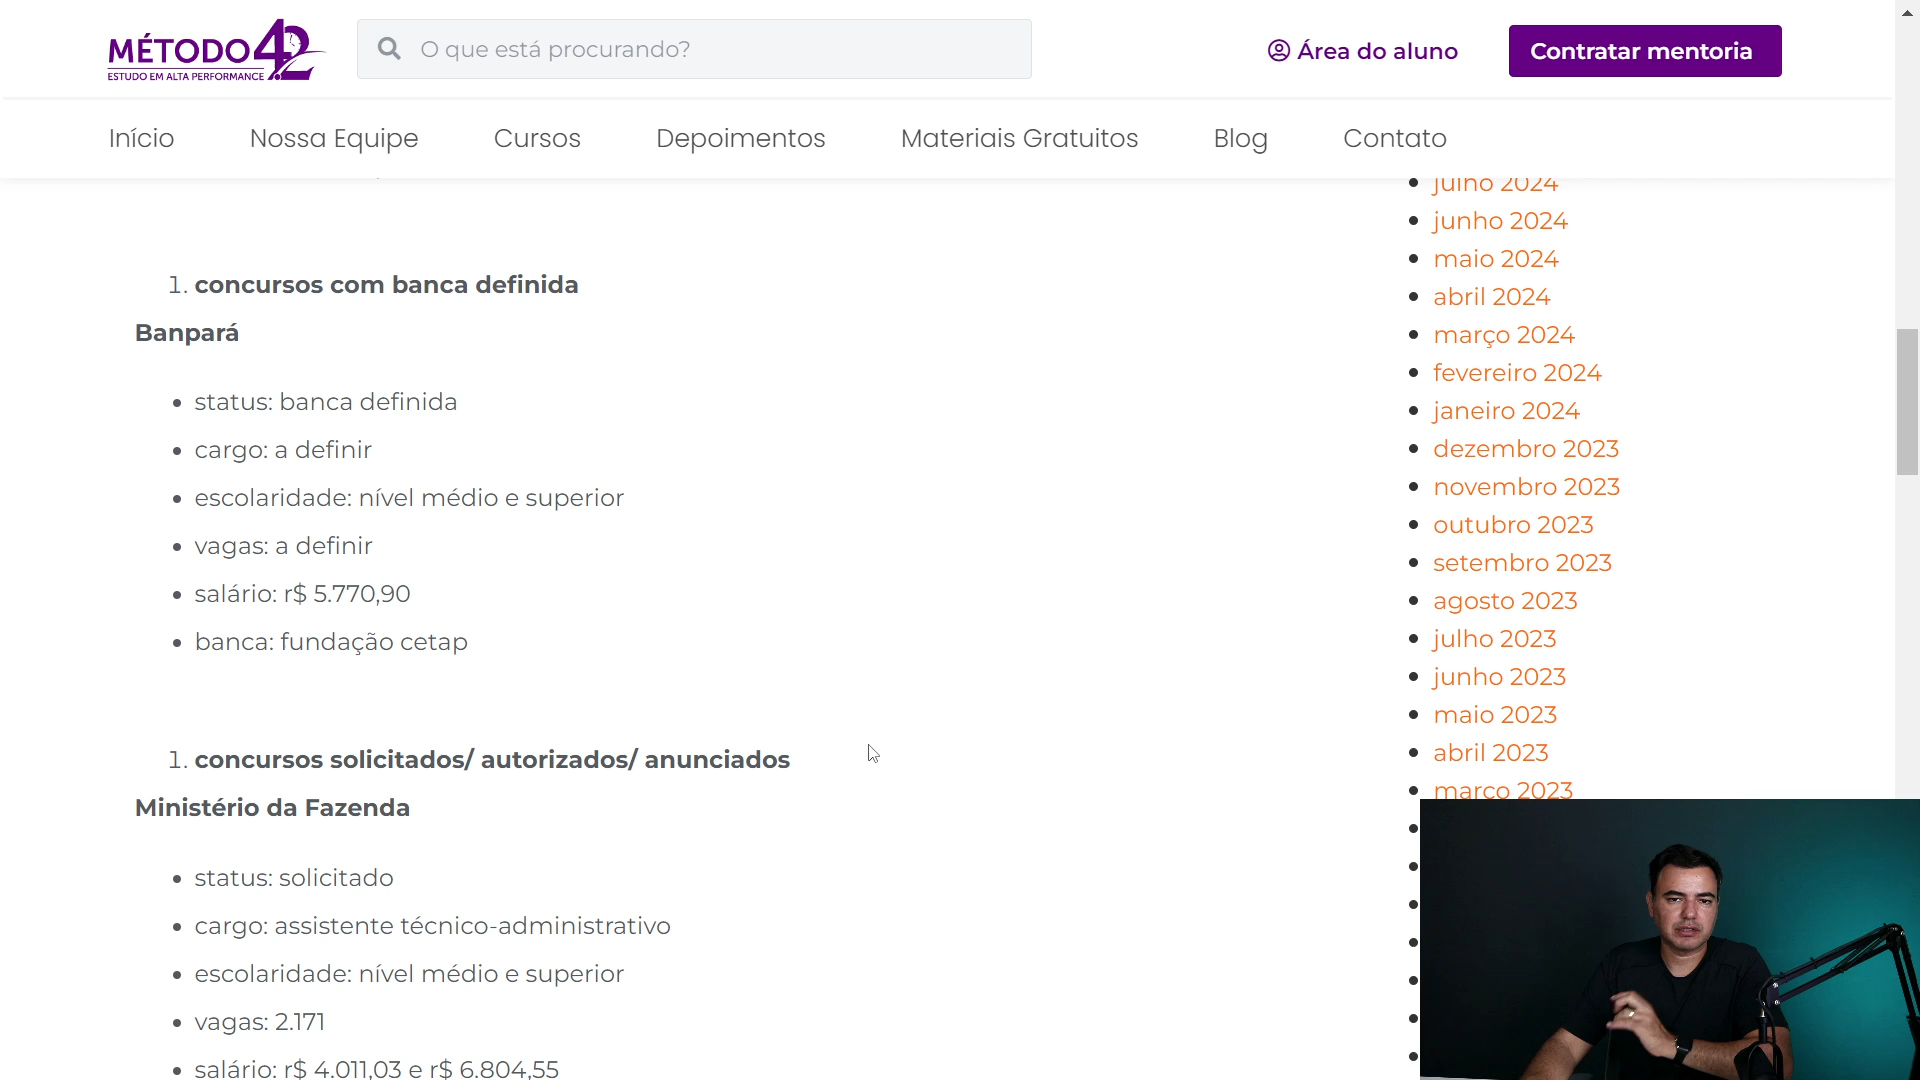 MÉTODO 4.2
ESTUDO EM ALTA PERFORMANCE
O que está procurando?
Área do aluno
Contratar mentoria
Início
Nossa Equipe
Cursos
Depoimentos
Materiais Gratuitos
Blog
Contato
1. concursos com banca definida
Banpará
• status: banca definida
• cargo: a definir
• escolaridade: nível médio e superior
• vagas: a definir
• salário: r$ 5.770,90
• banca: fundação cetap
1. concursos solicitados/ autorizados/ anunciados
Ministério da Fazenda
• status: solicitado
• cargo: assistente técnico-administrativo
• escolaridade: nível médio e superior
• vagas: 2.171
• salário: r$ 4.011,03 e r$ 6.804,55
• julho 2024
• junho 2024
• maio 2024
• abril 2024
• março 2024
• fevereiro 2024
• janeiro 2024
• dezembro 2023
• novembro 2023
• outubro 2023
• setembro 2023
• agosto 2023
• julho 2023
• junho 2023
• maio 2023
• abril 2023
• março 2023